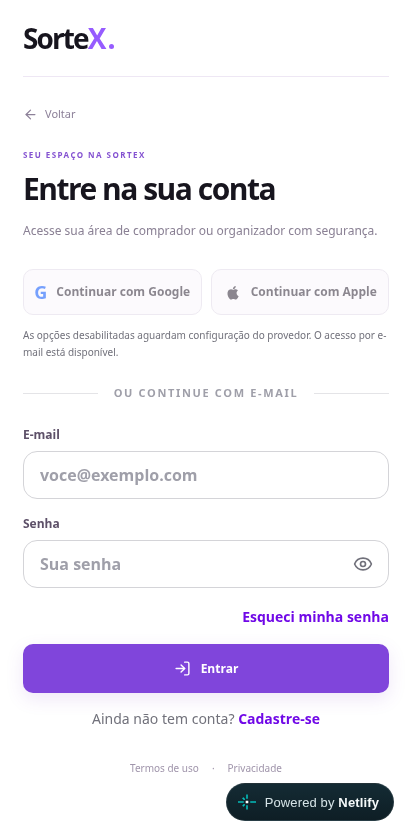 SorteX.
Voltar
SEU ESPAÇO NA SORTEX
Entre na sua conta
Acesse sua área de comprador ou organizador com segurança.
G Continuar com Google
Continuar com Apple
As opções desabilitadas aguardam configuração do provedor. O acesso por e-
mail está disponível.
OU CONTINUE COM E-MAIL
E-mail
voce@exemplo.com
Senha
Sua senha
Esqueci minha senha
Entrar
Ainda não tem conta? Cadastre-se
Termos de uso · Privacidade
Powered by Netlify